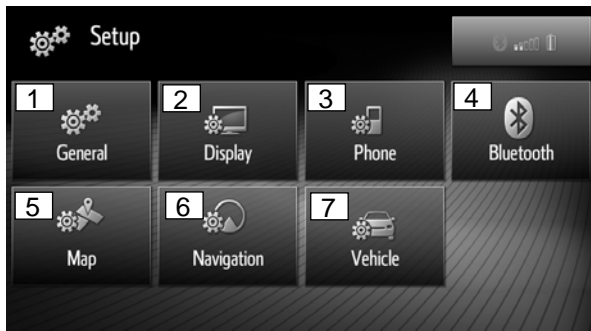 Setup
1 2 3 4
General Display Phone Bluetooth
5 6 7
Map Navigation Vehicle